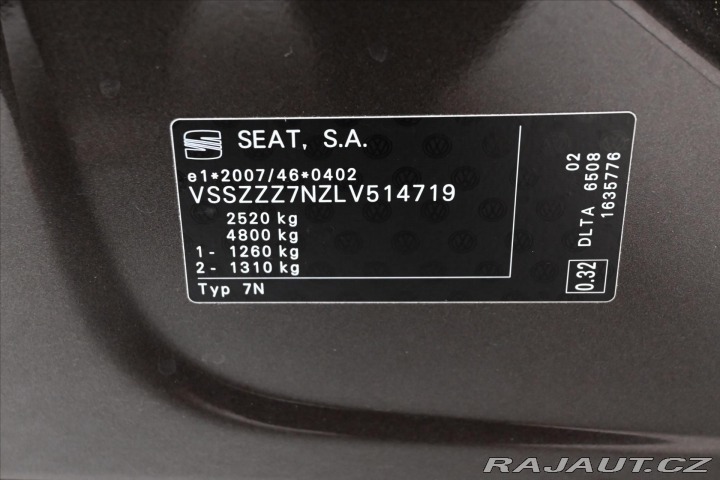 SEAT, S.A.
e1*2007/46*0402
VSSZZZ7NZLV514719
2520 kg
4800 kg
1- 1260 kg
2- 1310 kg
Typ 7N
02
DLTA 6508
1635776
0.32
RAJAUT.CZ